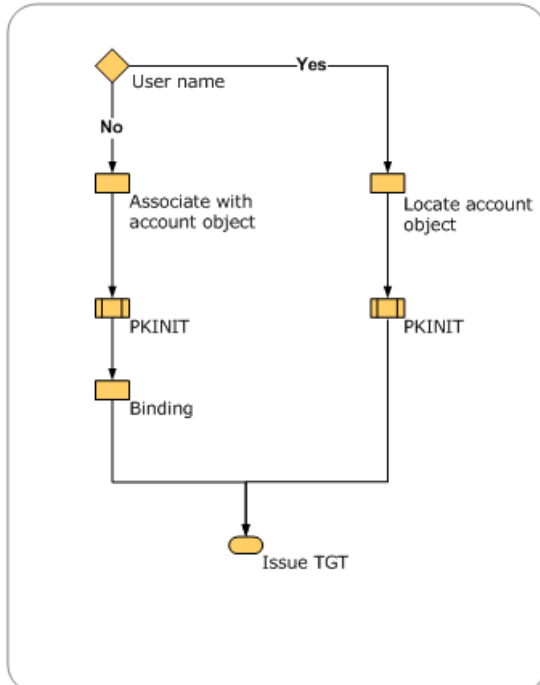 Yes
User name
No
Associate with
account object
Locate account
object
PKINIT
PKINIT
Binding
Issue TGT